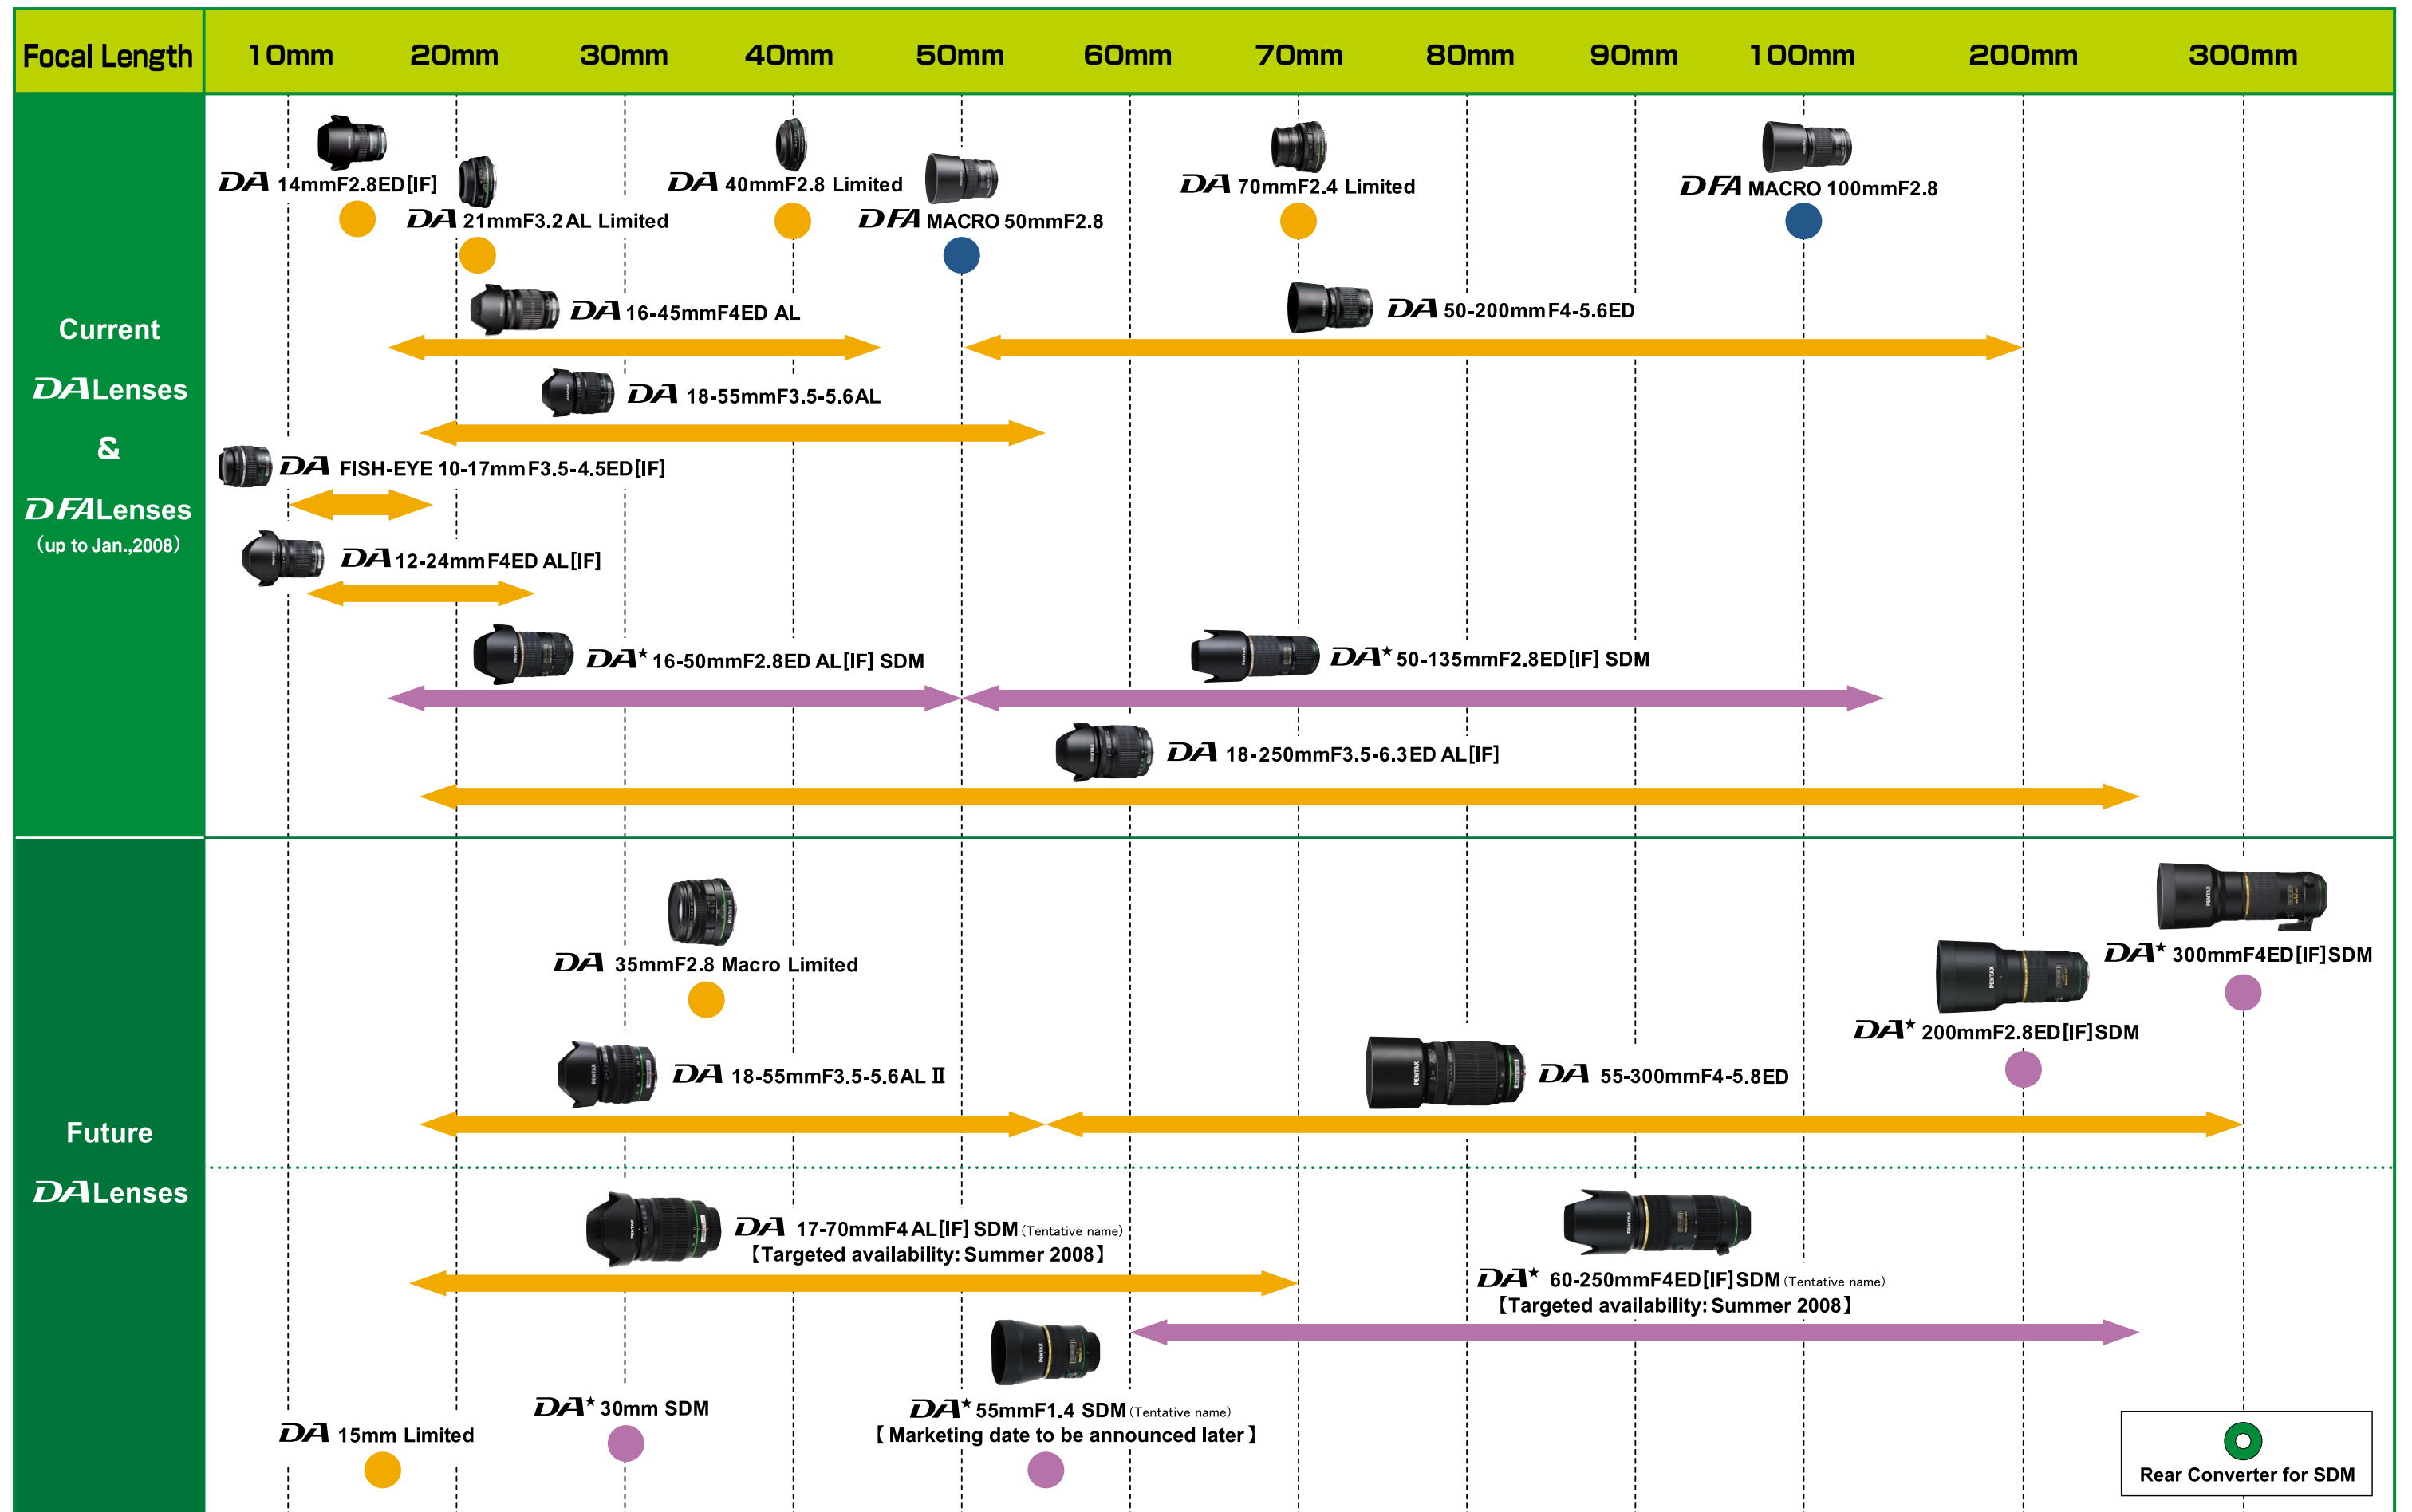 Focal Length 10mm 20mm 30mm 40mm 50mm 60mm 70mm 80mm 90mm 100mm 200mm 300mm
Current
DA Lenses
&
D FA Lenses
(up to Jan.,2008)
DA 14mmF2.8ED[IF]
DA 21mmF3.2AL Limited
DA 40mmF2.8 Limited
D FA MACRO 50mmF2.8
DA 70mmF2.4 Limited
D FA MACRO 100mmF2.8
DA 16-45mmF4ED AL
DA 50-200mmF4-5.6ED
DA 18-55mmF3.5-5.6AL
DA FISH-EYE 10-17mmF3.5-4.5ED[IF]
DA 12-24mmF4ED AL[IF]
DA★ 16-50mmF2.8ED AL[IF] SDM
DA★ 50-135mmF2.8ED[IF] SDM
DA 18-250mmF3.5-6.3ED AL[IF]
Future
DA Lenses
DA 35mmF2.8 Macro Limited
DA★ 300mmF4ED[IF]SDM
DA★ 200mmF2.8ED[IF]SDM
DA 18-55mmF3.5-5.6AL II
DA 55-300mmF4-5.8ED
DA 17-70mmF4 AL[IF] SDM (Tentative name)
【Targeted availability: Summer 2008】
DA★ 60-250mmF4ED[IF]SDM (Tentative name)
【Targeted availability: Summer 2008】
DA 15mm Limited
DA★ 30mm SDM
DA★ 55mmF1.4 SDM (Tentative name)
【Marketing date to be announced later】
Rear Converter for SDM